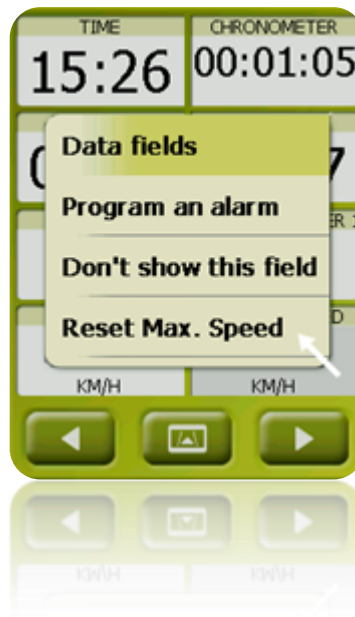 TIME CHRONOMETER
15:26 00:01:05
Data fields
Program an alarm
Don't show this field
Reset Max. Speed
KM/H KM/H